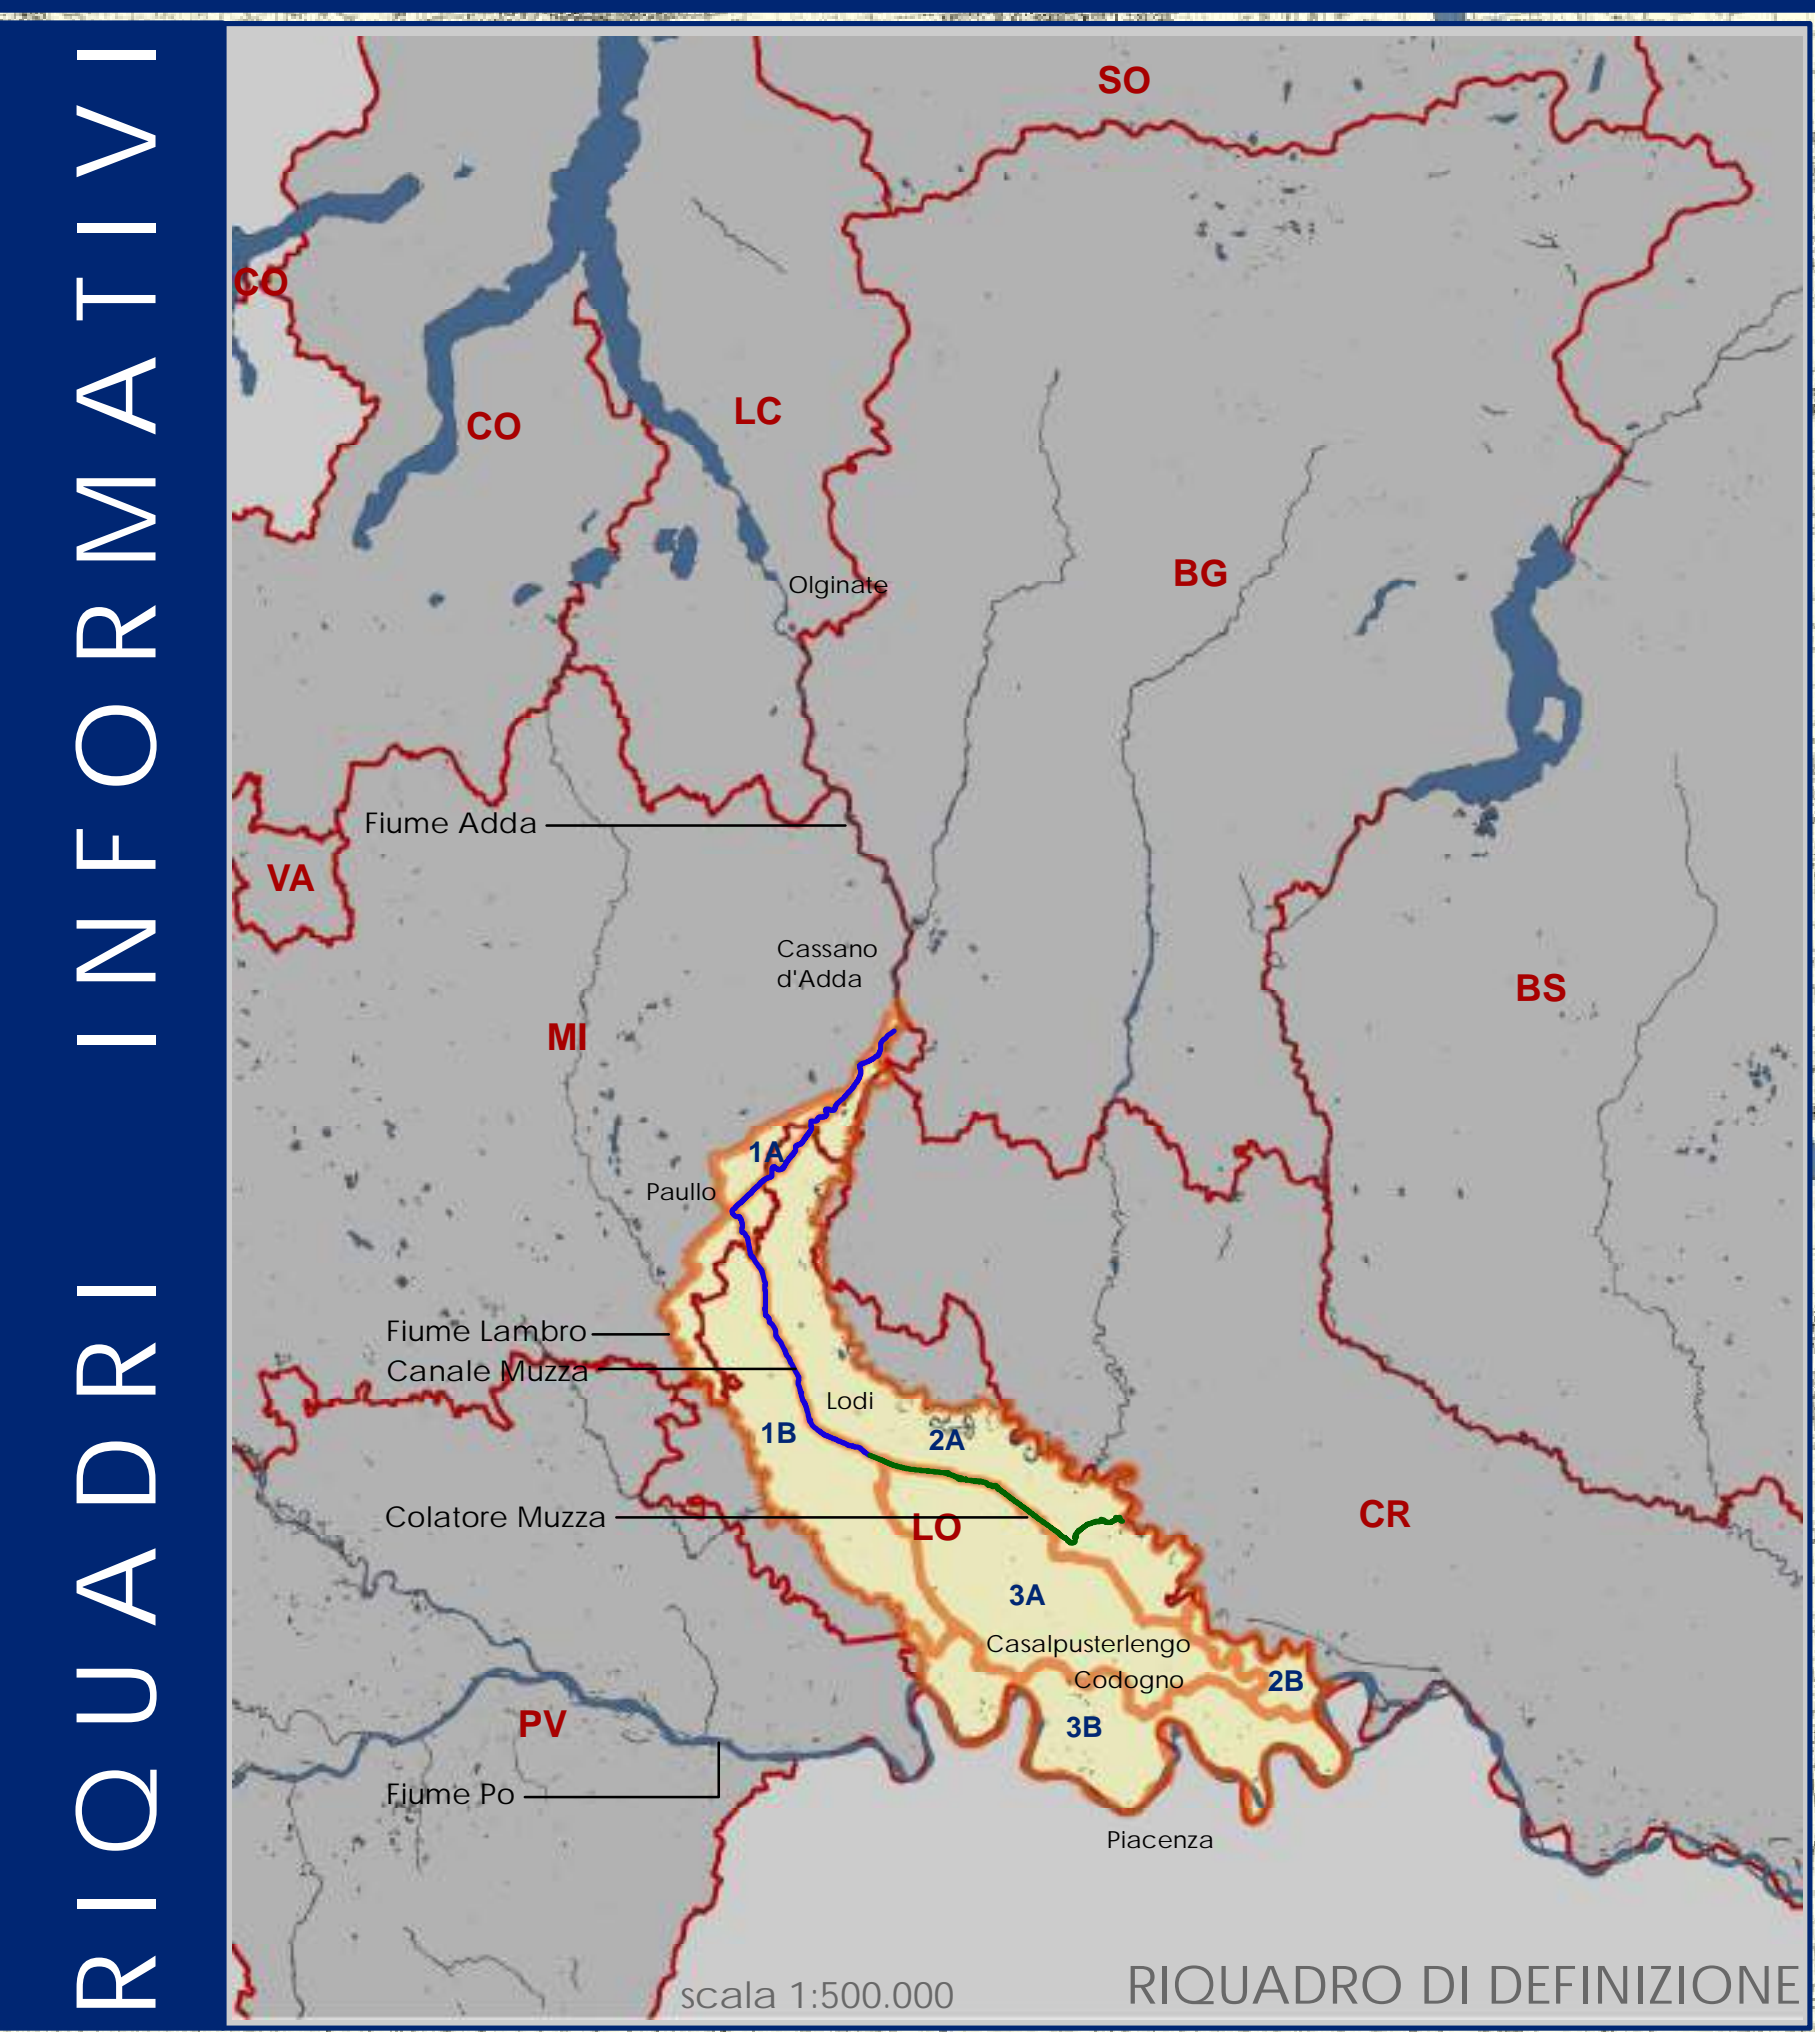 RIQUADRI INFORMATIVI
SO
CO
CO
LC
Olginate
BG
Fiume Adda
VA
Cassano
d'Adda
BS
MI
1A
Paullo
Fiume Lambro
Canale Muzza
Lodi
1B
2A
Colatore Muzza
LO
CR
3A
Casalpusterlengo
Codogno
2B
PV
3B
Fiume Po
Piacenza
scala 1:500.000
RIQUADRO DI DEFINIZIONE